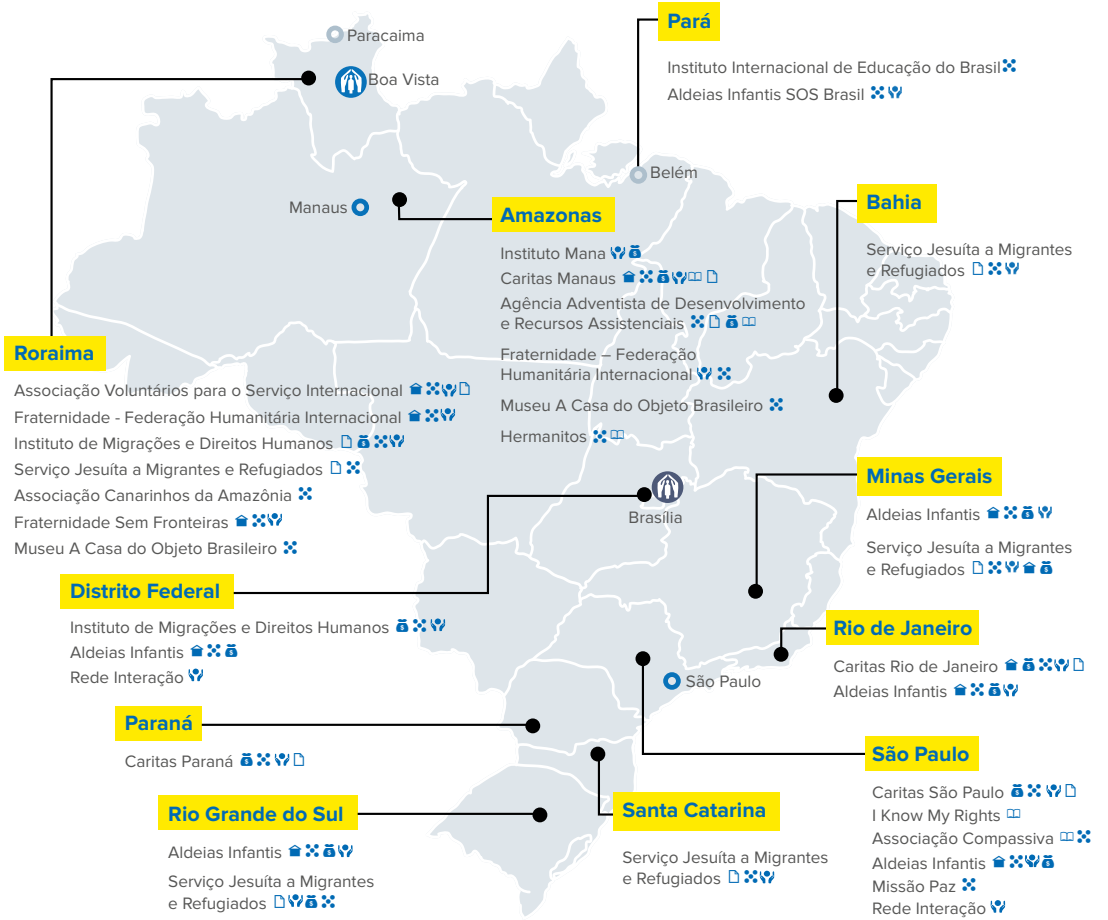 Paracaima
Boa Vista
Manaus
Belém
Brasília
São Paulo
Pará
Instituto Internacional de Educação do Brasil
Aldeias Infantis SOS Brasil
Amazonas
Instituto Mana
Caritas Manaus
Agência Adventista de Desenvolvimento
e Recursos Assistenciais
Fraternidade – Federação
Humanitária Internacional
Museu A Casa do Objeto Brasileiro
Hermanitos
Bahia
Serviço Jesuíta a Migrantes
e Refugiados
Roraima
Associação Voluntários para o Serviço Internacional
Fraternidade - Federação Humanitária Internacional
Instituto de Migrações e Direitos Humanos
Serviço Jesuíta a Migrantes e Refugiados
Associação Canarinhos da Amazônia
Fraternidade Sem Fronteiras
Museu A Casa do Objeto Brasileiro
Minas Gerais
Aldeias Infantis
Serviço Jesuíta a Migrantes
e Refugiados
Distrito Federal
Instituto de Migrações e Direitos Humanos
Aldeias Infantis
Rede Interação
Rio de Janeiro
Caritas Rio de Janeiro
Aldeias Infantis
Paraná
Caritas Paraná
São Paulo
Caritas São Paulo
I Know My Rights
Associação Compassiva
Aldeias Infantis
Missão Paz
Rede Interação
Rio Grande do Sul
Aldeias Infantis
Serviço Jesuíta a Migrantes
e Refugiados
Santa Catarina
Serviço Jesuíta a Migrantes
e Refugiados